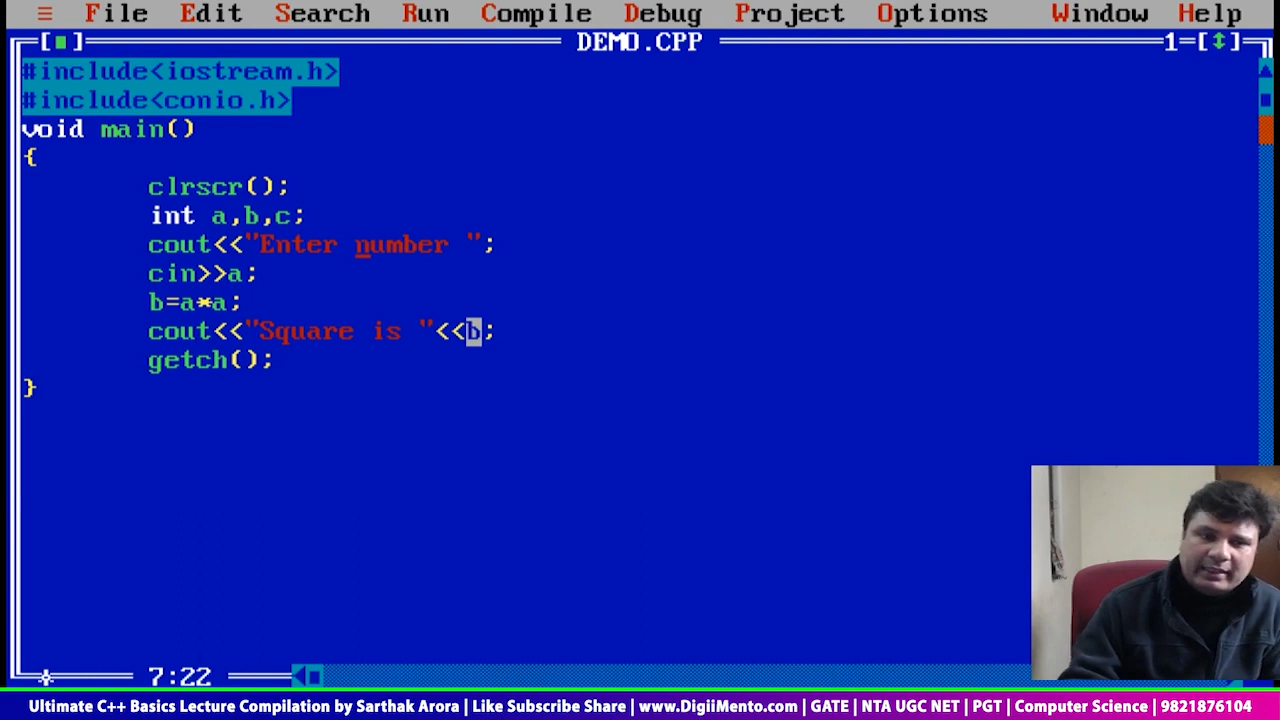 ≡ File Edit Search Run Compile Debug Project Options Window Help
[■] DEMO.CPP 1=[↕]
#include<iostream.h>
#include<conio.h>
void main()
{
clrscr();
int a,b,c;
cout<<"Enter number ";
cin>>a;
b=a*a;
cout<<"Square is "<<b;
getch();
}
7:22
Ultimate C++ Basics Lecture Compilation by Sarthak Arora | Like Subscribe Share | www.DigiiMento.com | GATE | NTA UGC NET | PGT | Computer Science | 9821876104